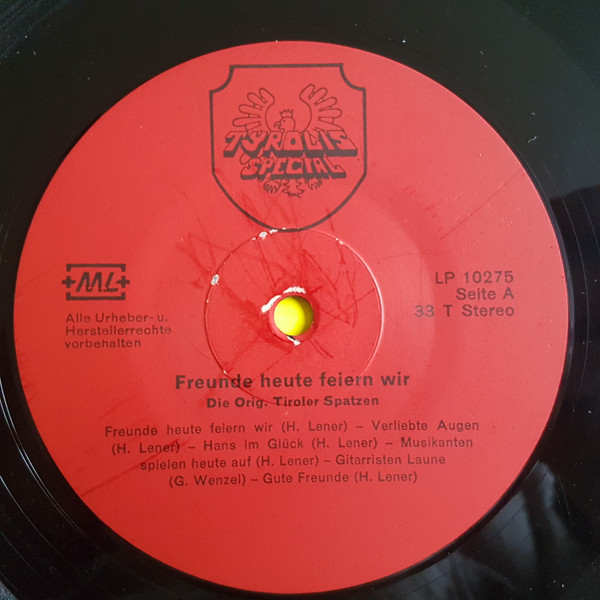 TYROLIS
SPECIAL
+M.L+
LP 10275
Seite A
33 T Stereo
Alle Urheber- u.
Herstellerrechte
vorbehalten
Freunde heute feiern wir
Die Orig. Tiroler Spatzen
Freunde heute feiern wir (H. Lener) – Verliebte Augen
(H. Lener) – Hans im Glück (H. Lener) – Musikanten
spielen heute auf (H. Lener) – Gitarristen Laune
(G. Wenzel) – Gute Freunde (H. Lener)